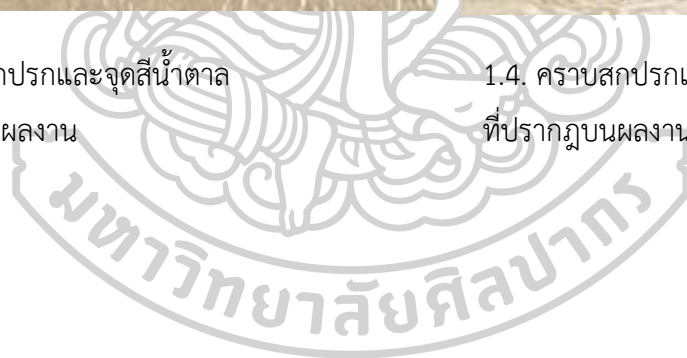 กปรกและจุดสีน้ำตาล
ผลงาน
1.4. คราบสกปรกแ
ที่ปรากฎบนผลงาน
มหาวิทยาลัยศิลปากร